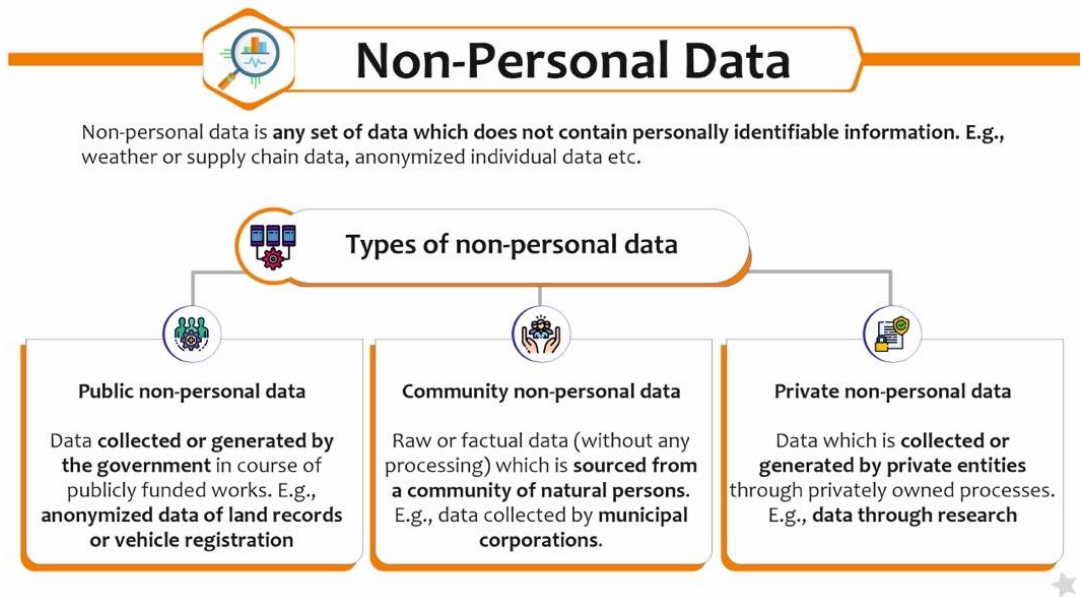 Non-Personal Data
Non-personal data is any set of data which does not contain personally identifiable information. E.g.,
weather or supply chain data, anonymized individual data etc.
Types of non-personal data
Public non-personal data
Data collected or generated by
the government in course of
publicly funded works. E.g.,
anonymized data of land records
or vehicle registration
Community non-personal data
Raw or factual data (without any
processing) which is sourced from
a community of natural persons.
E.g., data collected by municipal
corporations.
Private non-personal data
Data which is collected or
generated by private entities
through privately owned processes.
E.g., data through research